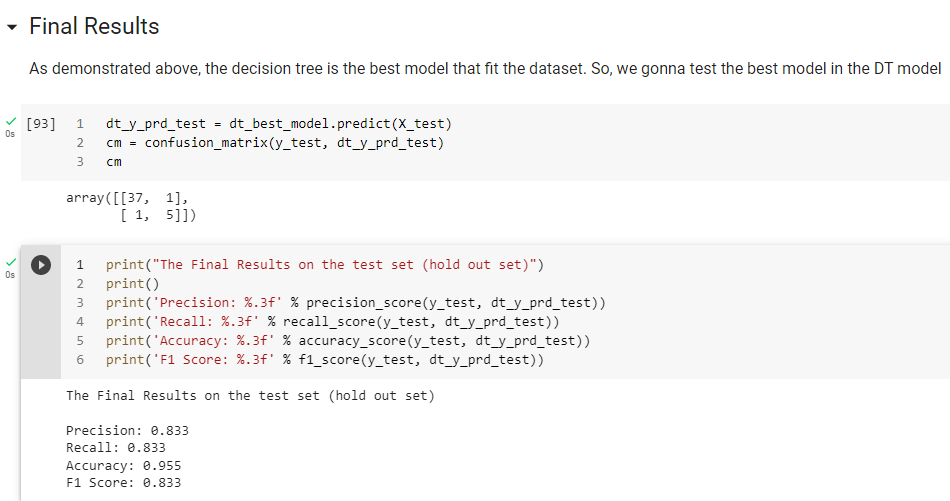 Final Results
As demonstrated above, the decision tree is the best model that fit the dataset. So, we gonna test the best model in the DT model
[93] 1 dt_y_prd_test = dt_best_model.predict(X_test)
0s 2 cm = confusion_matrix(y_test, dt_y_prd_test)
3 cm
array([[37, 1],
[ 1, 5]])
1 print("The Final Results on the test set (hold out set)")
0s 2 print()
3 print('Precision: %.3f' % precision_score(y_test, dt_y_prd_test))
4 print('Recall: %.3f' % recall_score(y_test, dt_y_prd_test))
5 print('Accuracy: %.3f' % accuracy_score(y_test, dt_y_prd_test))
6 print('F1 Score: %.3f' % f1_score(y_test, dt_y_prd_test))
The Final Results on the test set (hold out set)
Precision: 0.833
Recall: 0.833
Accuracy: 0.955
F1 Score: 0.833